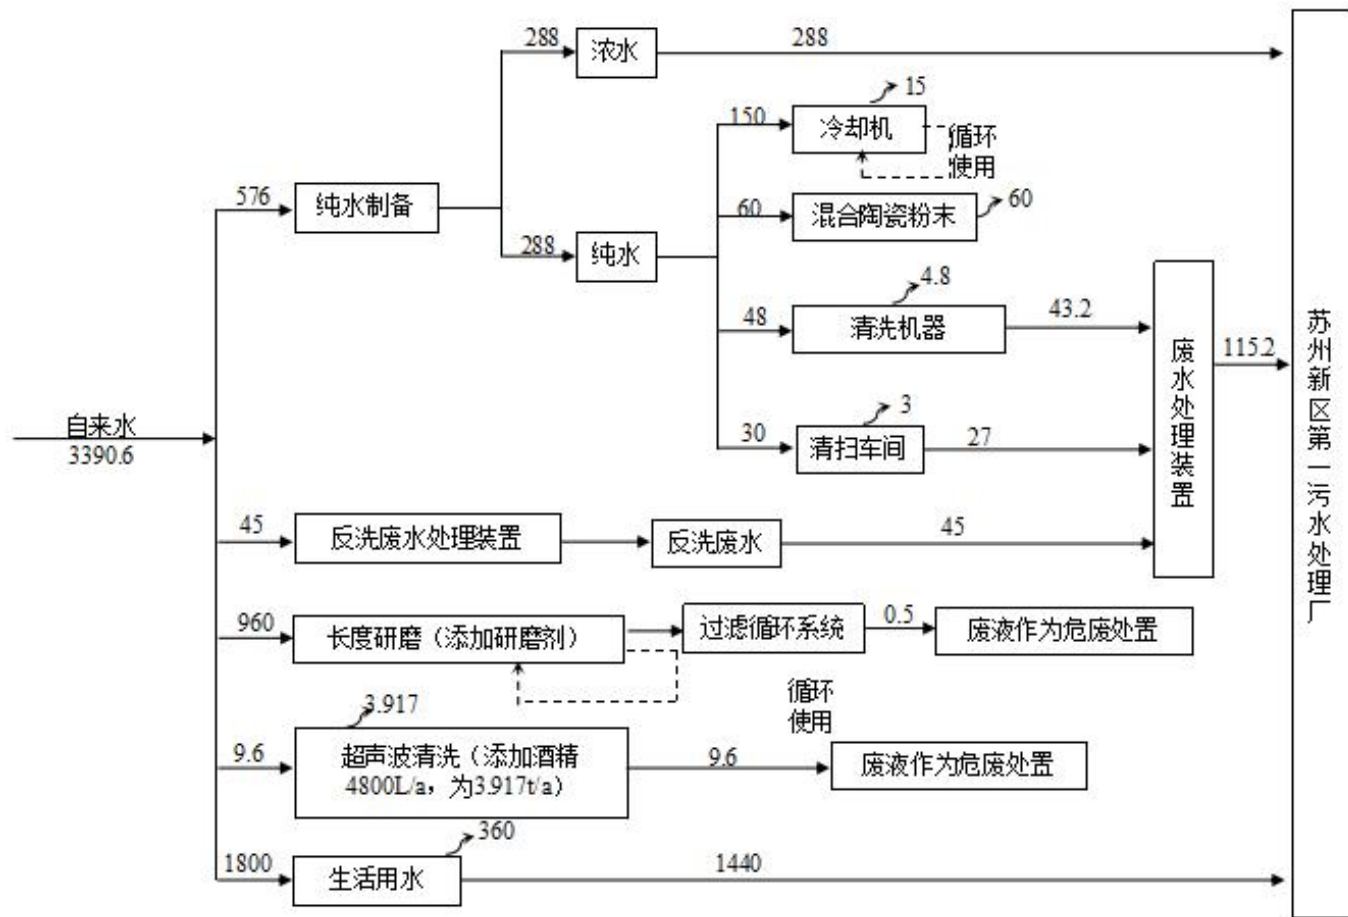 288
浓水
288
15
150
冷却机
循环
使用
576
纯水制备
60
混合陶瓷粉末
60
288
纯水
4.8
48
清洗机器
43.2
废水处理装置
115.2
苏州新区第一污水处理厂
自来水
3390.6
3
30
清扫车间
27
45
反洗废水处理装置
反洗废水
45
960
长度研磨（添加研磨剂）
过滤循环系统
0.5
废液作为危废处置
循环
使用
3.917
9.6
超声波清洗（添加酒精
4800L/a，为3.917t/a）
9.6
废液作为危废处置
360
1800
生活用水
1440